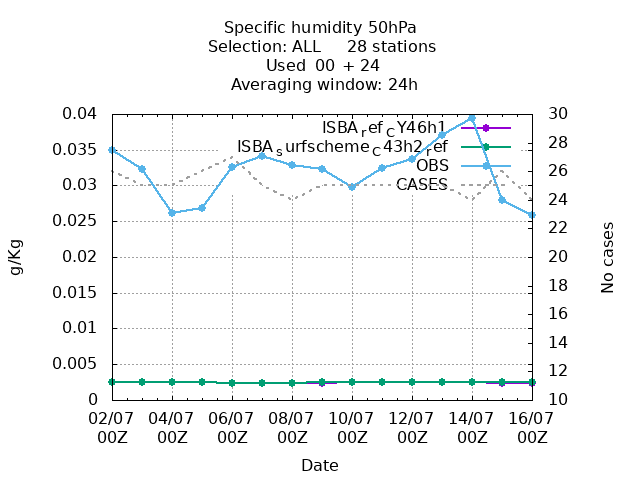 Specific humidity 50hPa
Selection: ALL 28 stations
Used 00 + 24
Averaging window: 24h
ISBA_ref_CY46h1
ISBA_surfscheme_C43h2_ref
OBS
CASES
0.04
0.035
0.03
0.025
0.02
0.015
0.01
0.005
0
g/Kg
30
28
26
24
22
20
18
16
14
12
10
No cases
02/07 04/07 06/07 08/07 10/07 12/07 14/07 16/07
00Z 00Z 00Z 00Z 00Z 00Z 00Z 00Z
Date